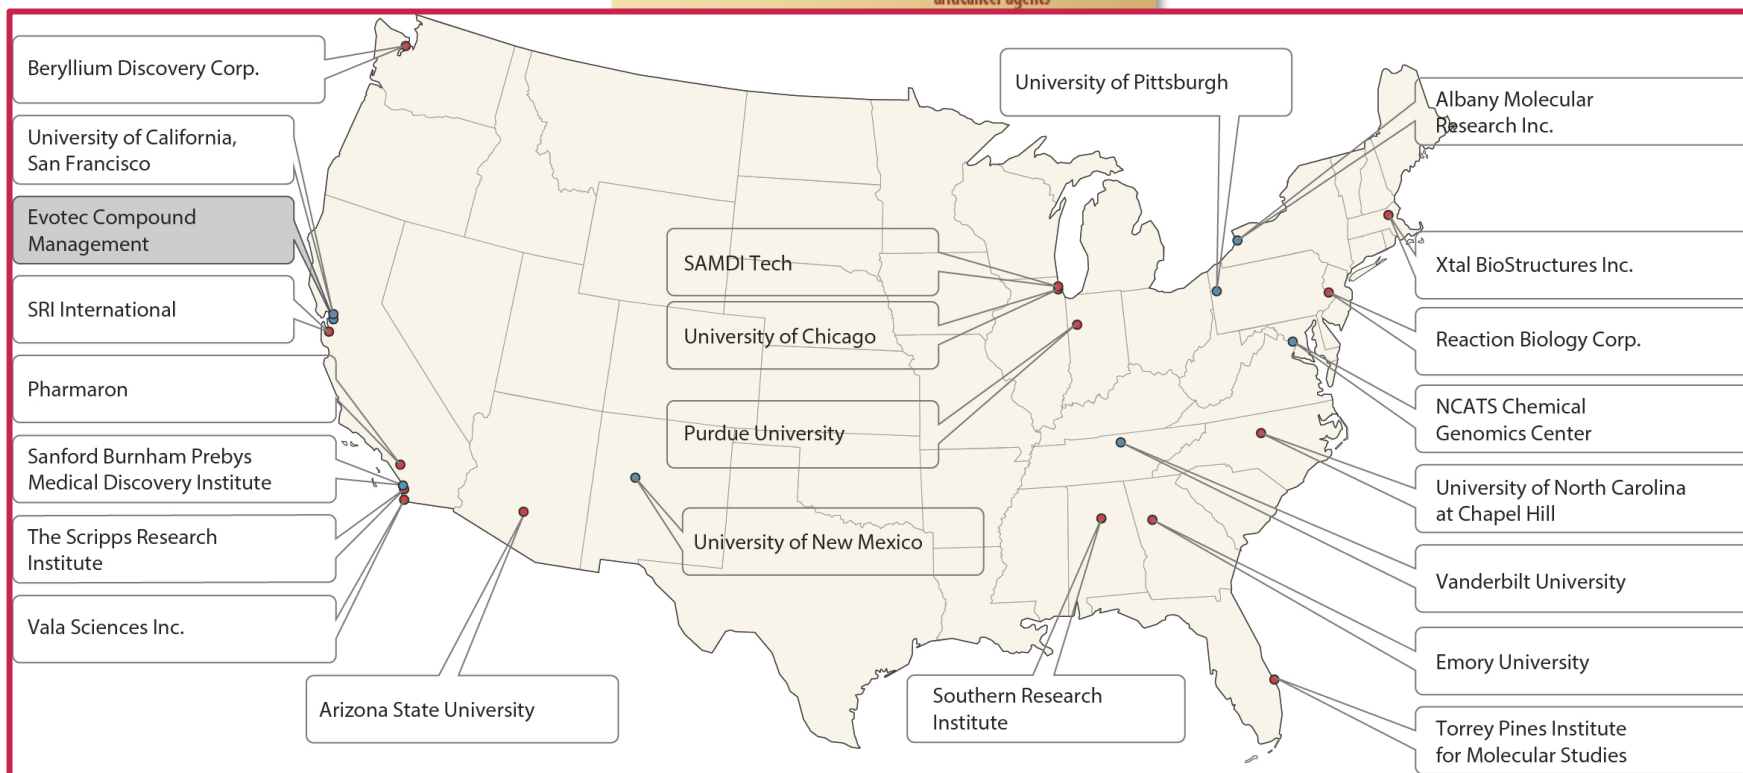 anticancer agents
Beryllium Discovery Corp.
University of California,
San Francisco
Evotec Compound
Management
SRI International
Pharmaron
Sanford Burnham Prebys
Medical Discovery Institute
The Scripps Research
Institute
Vala Sciences Inc.
Arizona State University
SAMDI Tech
University of Chicago
Purdue University
University of New Mexico
Southern Research
Institute
University of Pittsburgh
Albany Molecular
Research Inc.
Xtal BioStructures Inc.
Reaction Biology Corp.
NCATS Chemical
Genomics Center
University of North Carolina
at Chapel Hill
Vanderbilt University
Emory University
Torrey Pines Institute
for Molecular Studies